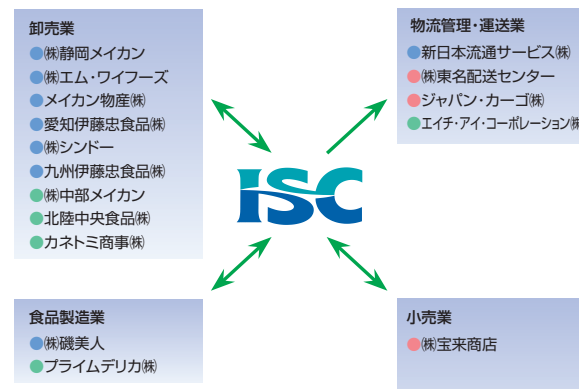 卸売業
●㈱静岡メイカン
●㈱エム・ワイフーズ
●メイカン物産㈱
●愛知伊藤忠食品㈱
●㈱シンドー
●九州伊藤忠食品㈱
●㈱中部メイカン
●北陸中央食品㈱
●カネトミ商事㈱
物流管理・運送業
●新日本流通サービス㈱
●㈱東名配送センター
●ジャパン・カーゴ㈱
●エイチ・アイ・コーポレーション㈱
ISC
食品製造業
●㈱磯美人
●プライムデリカ㈱
小売業
●㈱宝来商店